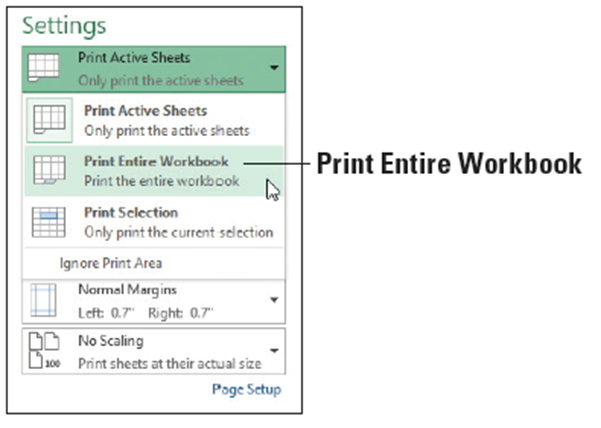 Settings
Print Active Sheets
Only print the active sheets
Print Active Sheets
Only print the active sheets
Print Entire Workbook
Print the entire workbook
Print Entire Workbook
Print Selection
Only print the current selection
Ignore Print Area
Normal Margins
Left: 0.7" Right: 0.7"
No Scaling
100
Print sheets at their actual size
Page Setup